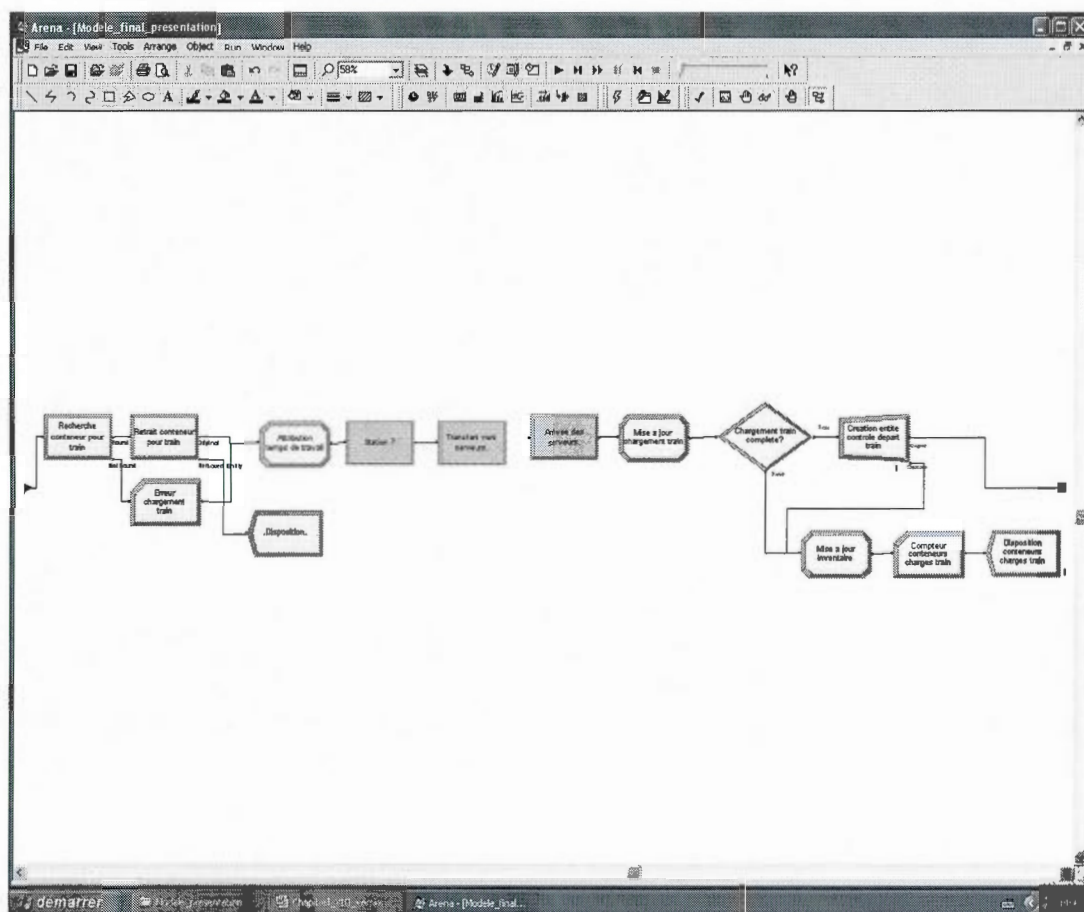 Arena - [Modele_final_presentation]
File Edit View Tools Arrange Object Run Window Help
58%
Recherche
conteneur pour
train
Found
Not Found
Retrait conteneur
pour train
Original
Removed Entity
Erreur
chargement
train
Disposition
Attribution
temps de travail
Station ?
Transfert vers
serveurs
Arrivee des
serveurs
Mise a jour
chargement train
Chargement train
complete?
True
False
Creation entite
controle depart
train
Original
Duplicate
Mise a jour
inventaire
Compteur
conteneurs
charges train
Disposition
conteneurs
charges train
démarrer
Arena - [Modele_final...